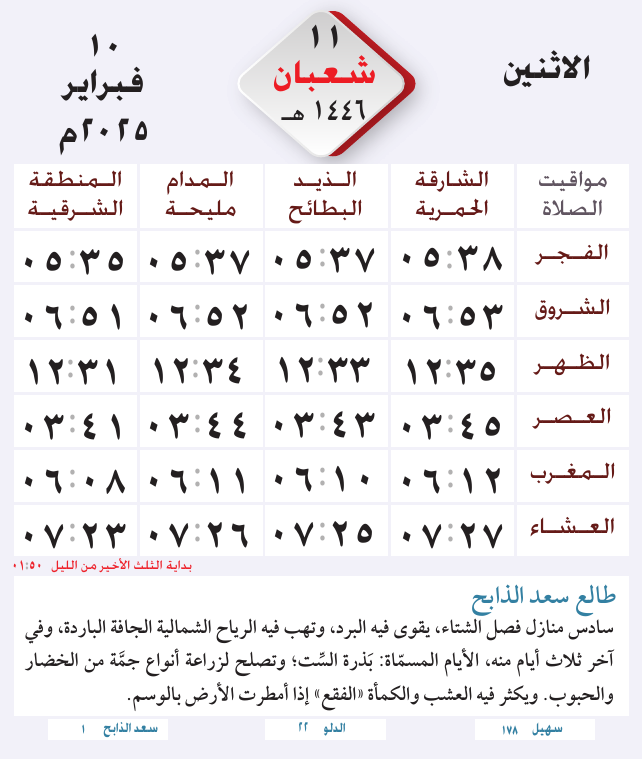 الاثنين
١١
شعبان
١٤٤٦ هـ
١٠
فبراير
٢٠٢٥م
مواقيت الصلاة	الشارقة الحمرية	الذيد البطائح	المدام مليحة	المنطقة الشرقية
الفجر	٠٥:٣٨	٠٥:٣٧	٠٥:٣٧	٠٥:٣٥
الشروق	٠٦:٥٣	٠٦:٥٢	٠٦:٥٢	٠٦:٥١
الظهر	١٢:٣٥	١٢:٣٣	١٢:٣٤	١٢:٣١
العصر	٠٣:٤٥	٠٣:٤٣	٠٣:٤٤	٠٣:٤١
المغرب	٠٦:١٢	٠٦:١٠	٠٦:١١	٠٦:٠٨
العشاء	٠٧:٢٧	٠٧:٢٥	٠٧:٢٦	٠٧:٢٣
بداية الثلث الأخير من الليل ٠١:٥٠
طالع سعد الذابح
سادس منازل فصل الشتاء، يقوى فيه البرد، وتهب فيه الرياح الشمالية الجافة الباردة، وفي
آخر ثلاث أيام منه، الأيام المسمّاة: بَذرة السِّت؛ وتصلح لزراعة أنواع جمَّة من الخضار
والحبوب. ويكثر فيه العشب والكمأة «الفقع» إذا أمطرت الأرض بالوسم.
سهيل ١٧٨	الدلو ٢٢	سعد الذابح ١